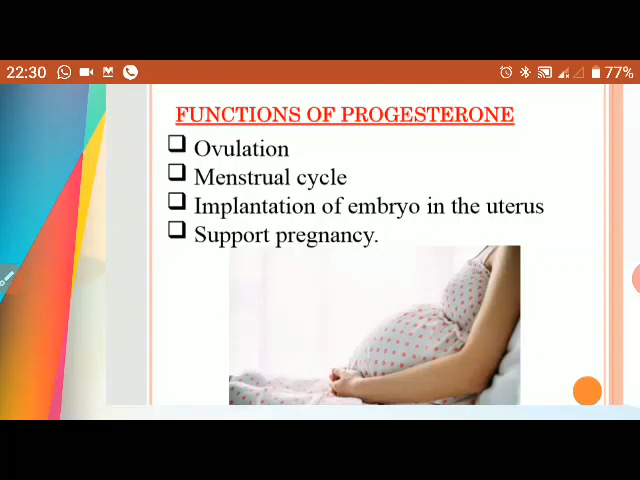 22:30
77%
FUNCTIONS OF PROGESTERONE
Ovulation
Menstrual cycle
Implantation of embryo in the uterus
Support pregnancy.